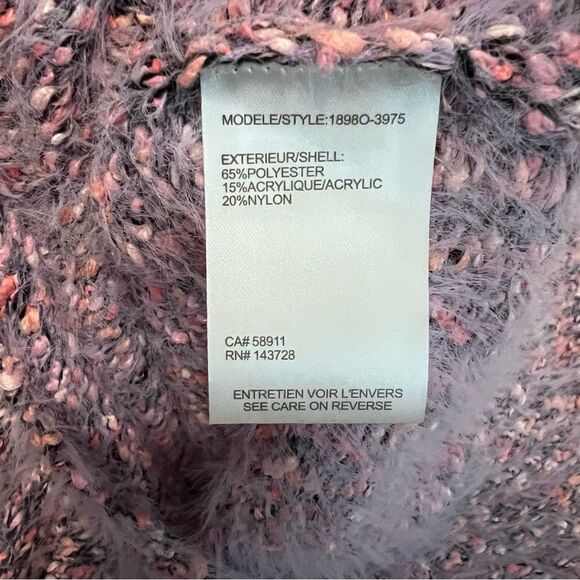 MODELE/STYLE:1898O-3975
EXTERIEUR/SHELL:
65%POLYESTER
15%ACRYLIQUE/ACRYLIC
20%NYLON
CA# 58911
RN# 143728
ENTRETIEN VOIR L'ENVERS
SEE CARE ON REVERSE